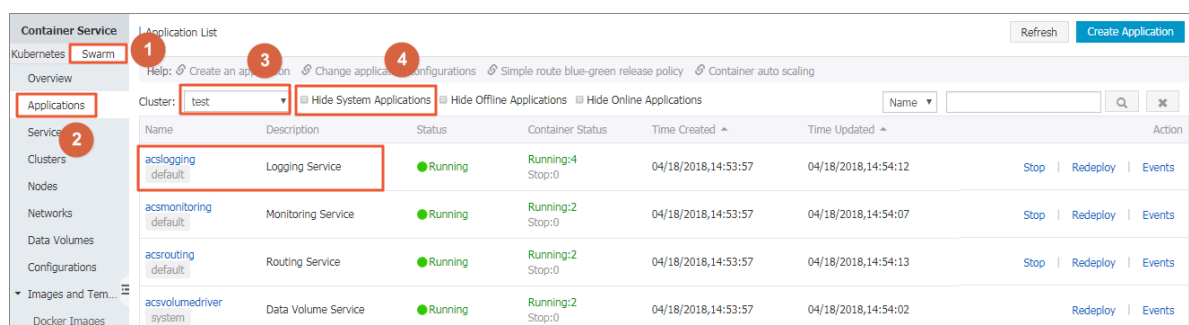 Container Service
Kubernetes Swarm
1
Overview
Applications
Service
2
Clusters
Nodes
Networks
Data Volumes
Configurations
Images and Tem...
Docker Images
Application List
Refresh
Create Application
3
4
Help: Create an application Change application configurations Simple route blue-green release policy Container auto scaling
Cluster: test Hide System Applications Hide Offline Applications Hide Online Applications Name
Name Description Status Container Status Time Created Time Updated Action
acslogging Logging Service Running Running:4 04/18/2018,14:53:57 04/18/2018,14:54:12 Stop | Redeploy | Events
default Stop:0
acsmonitoring Monitoring Service Running Running:2 04/18/2018,14:53:57 04/18/2018,14:54:07 Stop | Redeploy | Events
default Stop:0
acsrouting Routing Service Running Running:2 04/18/2018,14:53:57 04/18/2018,14:54:13 Stop | Redeploy | Events
default Stop:0
acsvolumedriver Data Volume Service Running Running:2 04/18/2018,14:53:57 04/18/2018,14:54:02 Redeploy | Events
system Stop:0